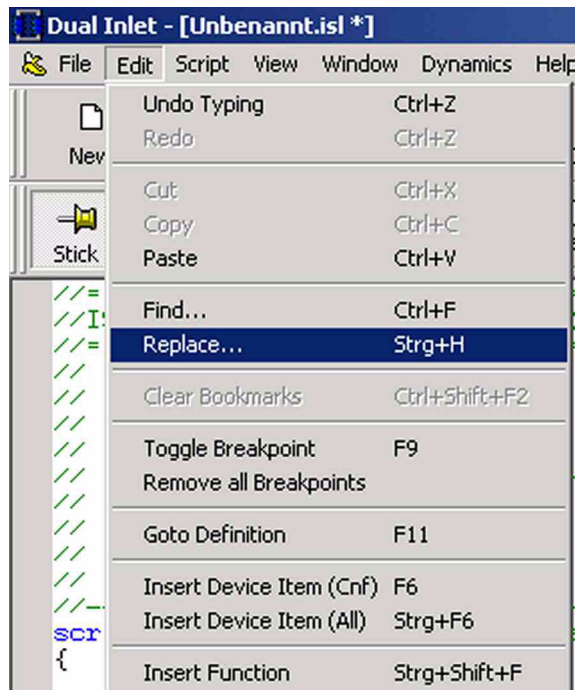 Dual Inlet - [Unbenannt.isl *]
File Edit Script View Window Dynamics Help
New
Stick
Undo Typing Ctrl+Z
Redo Ctrl+Z
Cut Ctrl+X
Copy Ctrl+C
Paste Ctrl+V
Find... Ctrl+F
Replace... Strg+H
Clear Bookmarks Ctrl+Shift+F2
Toggle Breakpoint F9
Remove all Breakpoints
Goto Definition F11
Insert Device Item (Cnf) F6
Insert Device Item (All) Strg+F6
Insert Function Strg+Shift+F
//=
//I
//=
//
//
//
//
//
//
//
//
//
//-
scr
{